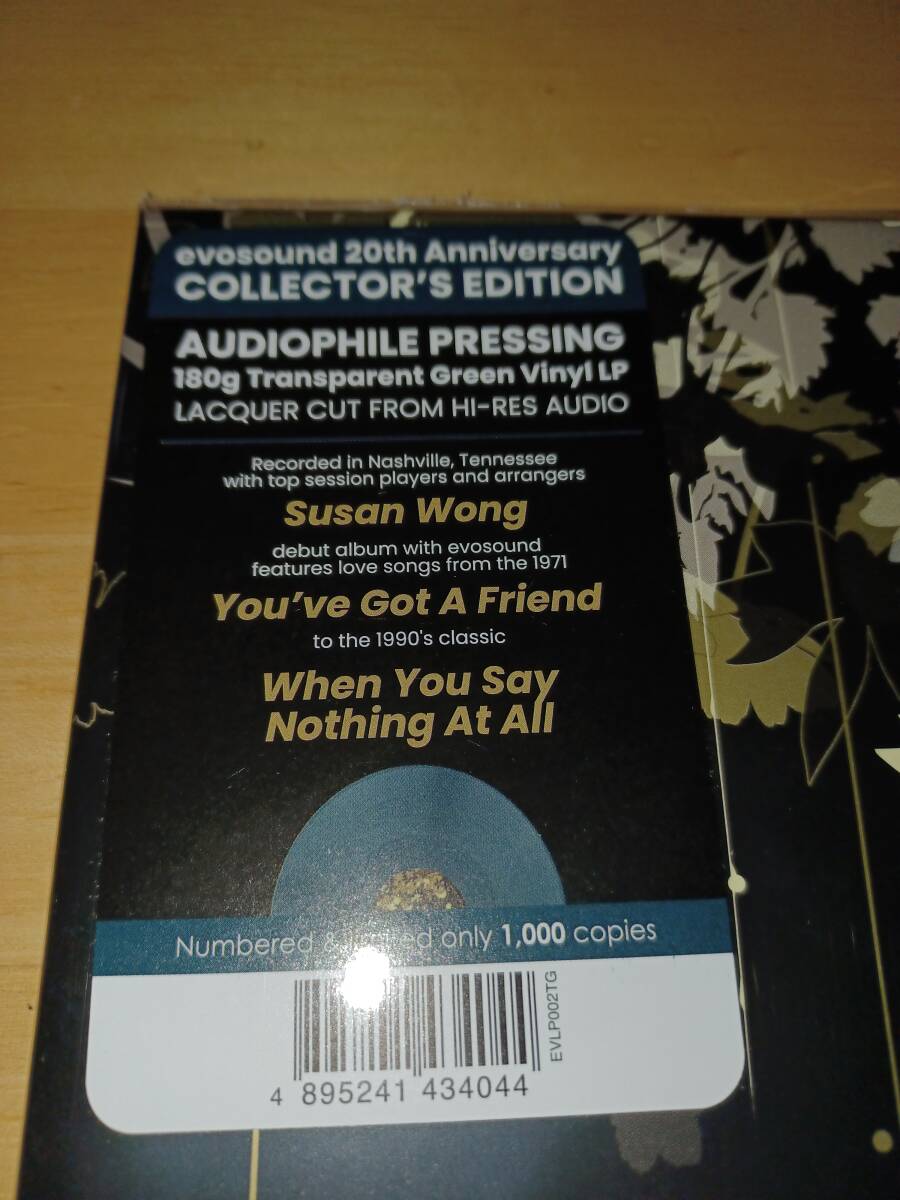 evosound 20th Anniversary
COLLECTOR'S EDITION
AUDIOPHILE PRESSING
180g Transparent Green Vinyl LP
LACQUER CUT FROM HI-RES AUDIO
Recorded in Nashville, Tennessee
with top session players and arrangers
Susan Wong
debut album with evosound
features love songs from the 1971
You've Got A Friend
to the 1990's classic
When You Say
Nothing At All
Numbered & only 1,000 copies
EVLP002TG
4 895241 434044